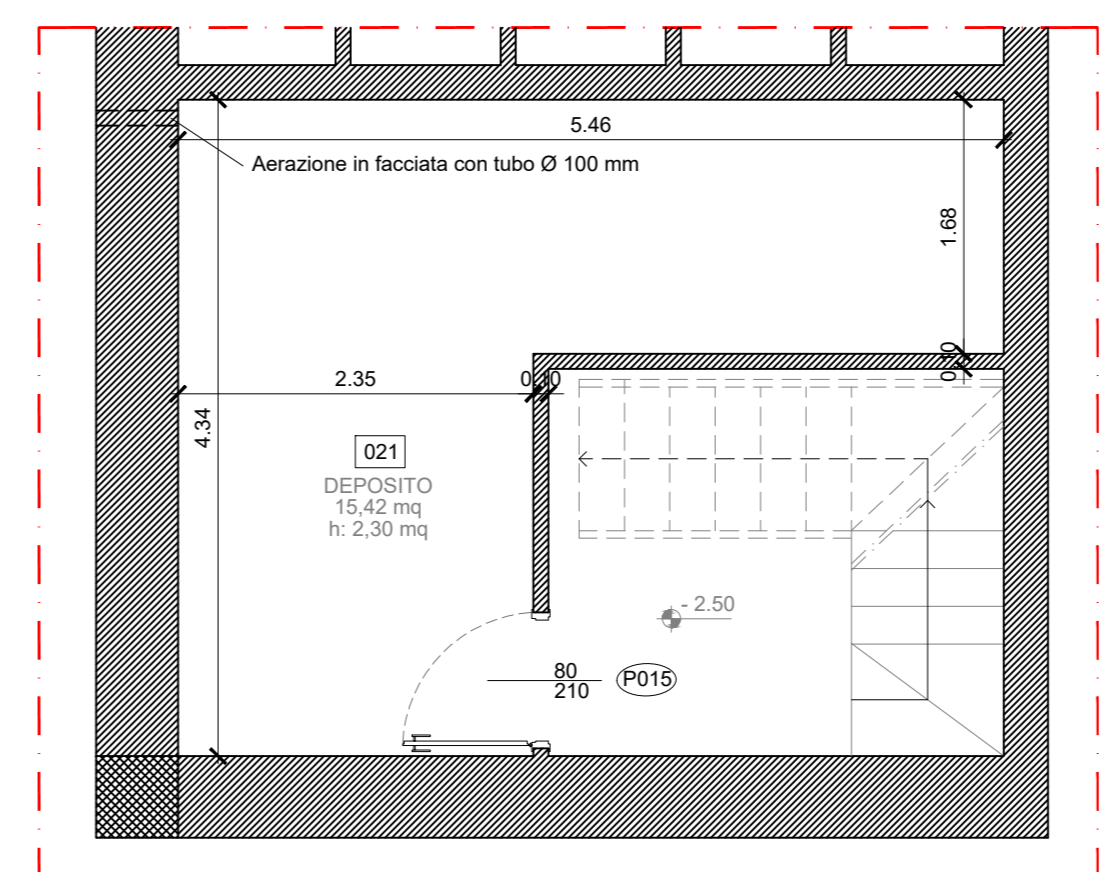 5.46
Aerazione in facciata con tubo Ø 100 mm
1.68
0.10
2.35
0.10
4.34
021
DEPOSITO
15,42 mq
h: 2,30 mq
- 2.50
80
210
P015